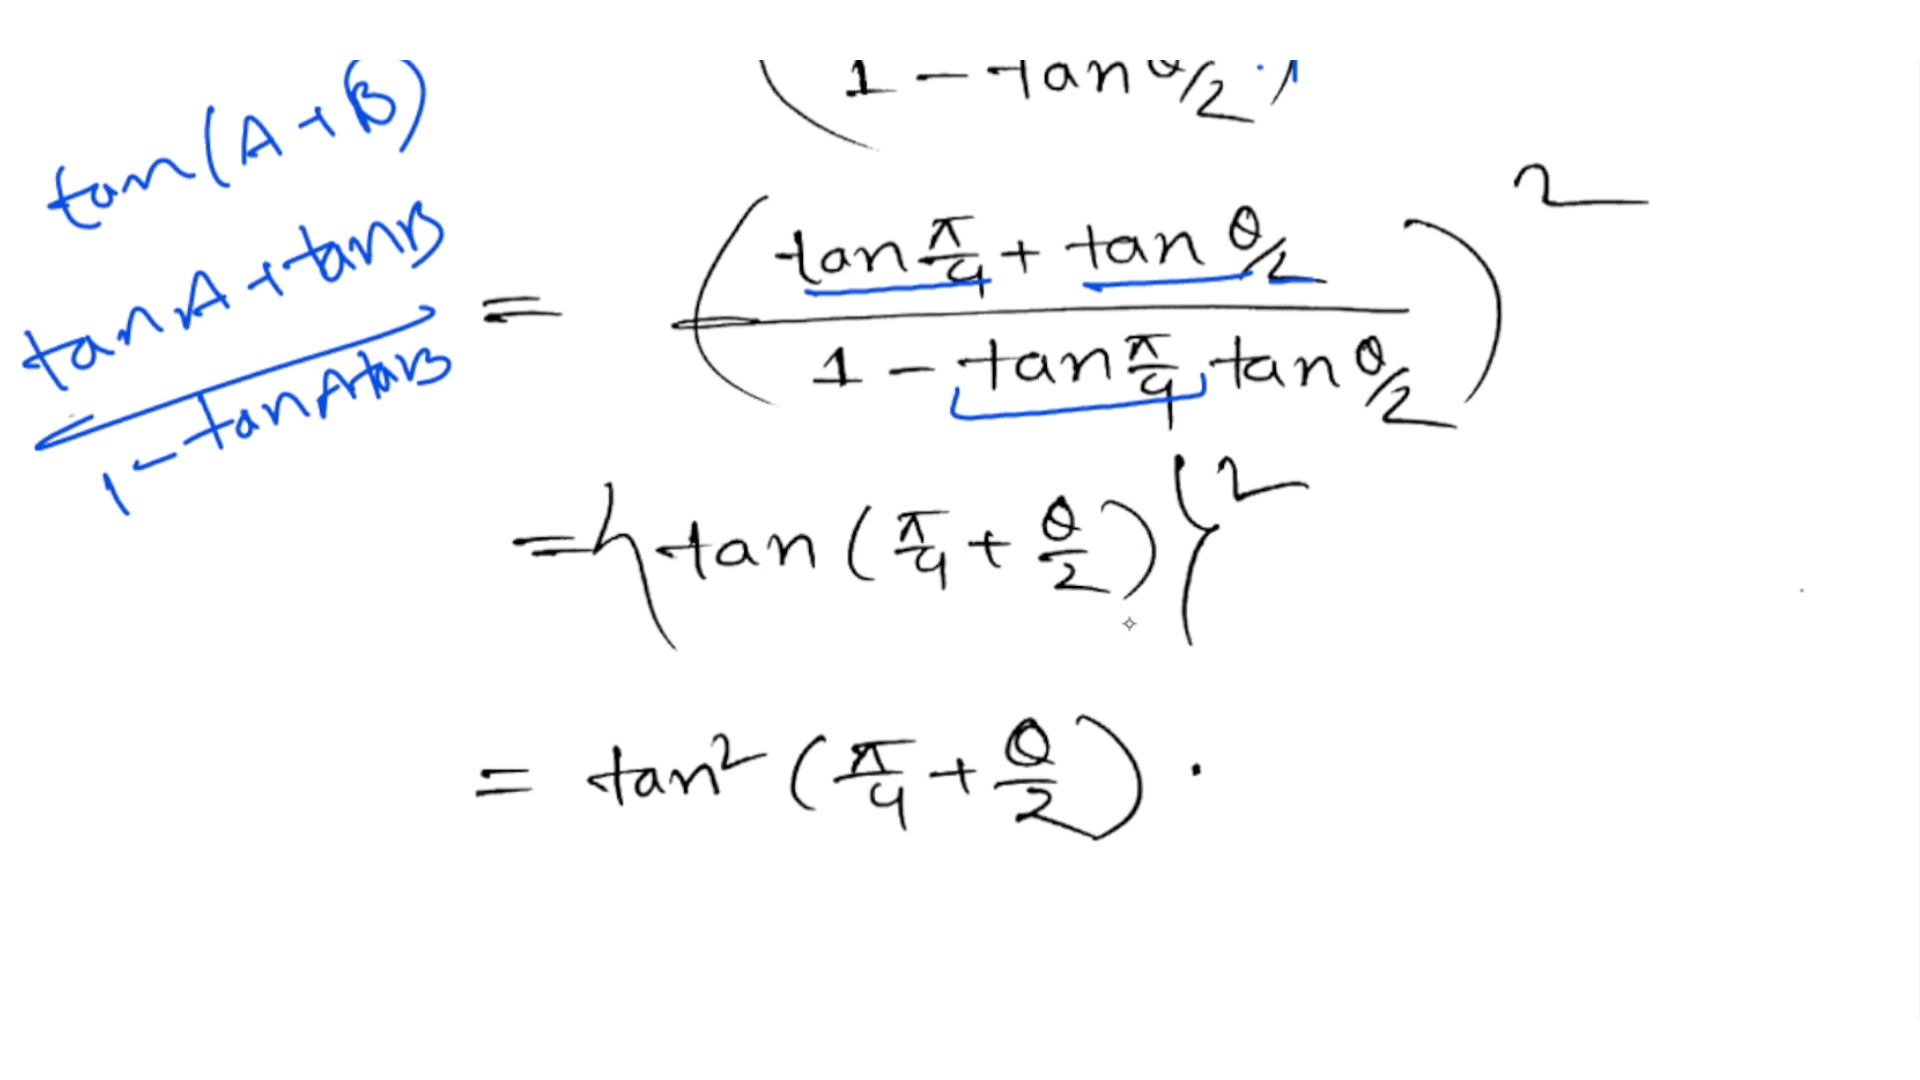 1 - tan θ/2
tan(A+B)
tanA+tanB
1-tanAtanB
= (tan π/4 + tan θ/2
1 - tan π/4 tan θ/2)²
={tan(π/4+θ/2)}²
= tan²(π/4+θ/2).